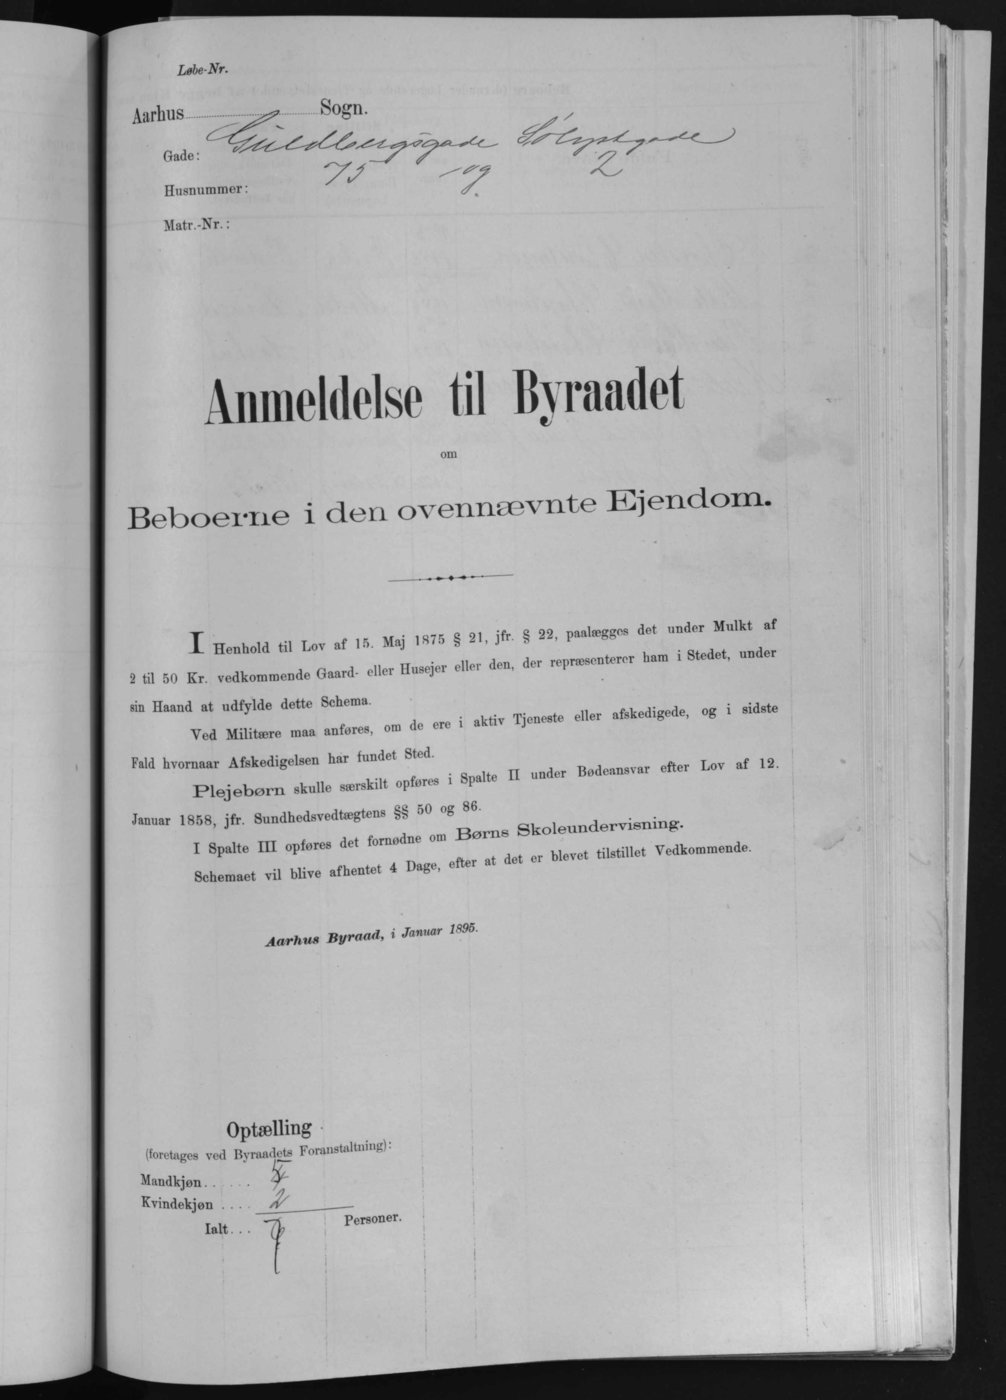 Løbe-Nr.
Aarhus Sogn.
Gade: Guldbergsgade Sølystgade
Husnummer: 75 og 2
Matr.-Nr.:
Anmeldelse til Byraadet
om
Beboerne i den ovennævnte Ejendom.
I Henhold til Lov af 15. Maj 1875 § 21, jfr. § 22, paalægges det under Mulkt af
2 til 50 Kr. vedkommende Gaard- eller Husejer eller den, der repræsenterer ham i Stedet, under
sin Haand at udfylde dette Schema.
Ved Militære maa anføres, om de ere i aktiv Tjeneste eller afskedigede, og i sidste
Fald hvornaar Afskedigelsen har fundet Sted.
Plejebørn skulle særskilt opføres i Spalte II under Bødeansvar efter Lov af 12.
Januar 1858, jfr. Sundhedsvedtægtens §§ 50 og 86.
I Spalte III opføres det fornødne om Børns Skoleundervisning.
Schemaet vil blive afhentet 4 Dage, efter at det er blevet tilstillet Vedkommende.
Aarhus Byraad, i Januar 1895.
Optælling
(foretages ved Byraadets Foranstaltning):
Mandkjøn......
Kvindekjøn .... 2
Ialt... Personer.